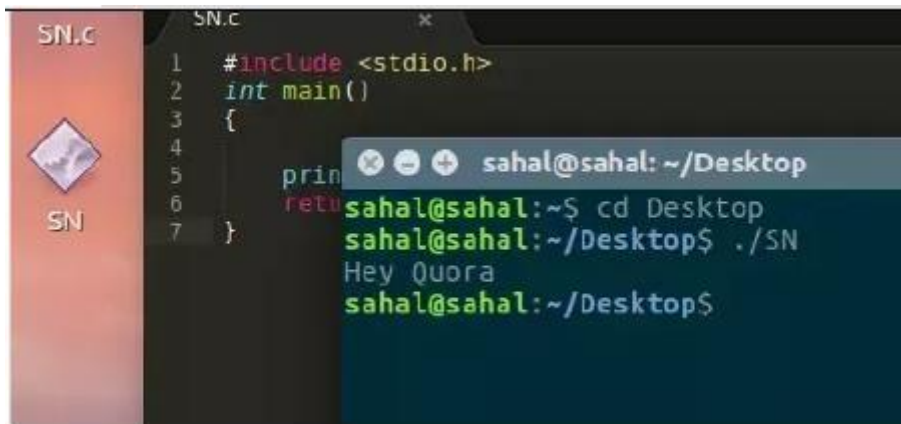 SN.c
SN
SN.c ×
1 #include <stdio.h>
2 int main()
3 {
4
5 prin
6 retu
7 }
sahal@sahal: ~/Desktop
sahal@sahal:~$ cd Desktop
sahal@sahal:~/Desktop$ ./SN
Hey Quora
sahal@sahal:~/Desktop$